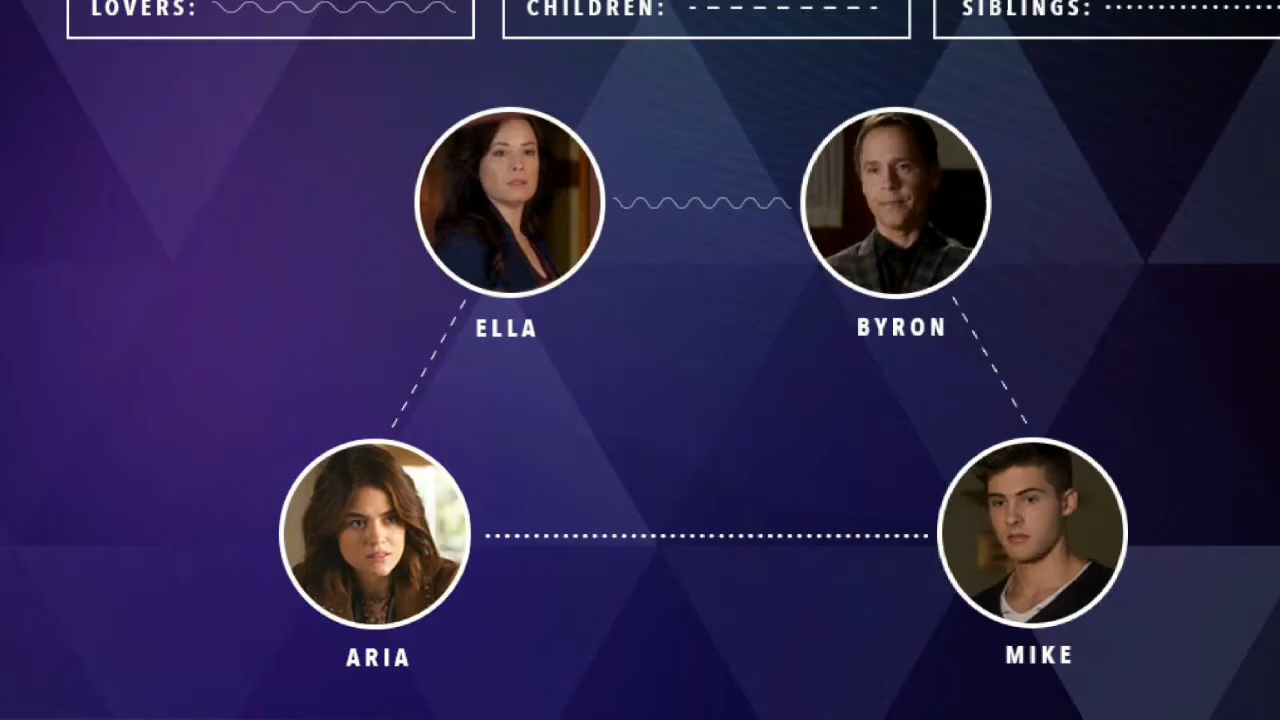 LOVERS:
CHILDREN:
SIBLINGS:
ELLA
BYRON
ARIA
MIKE